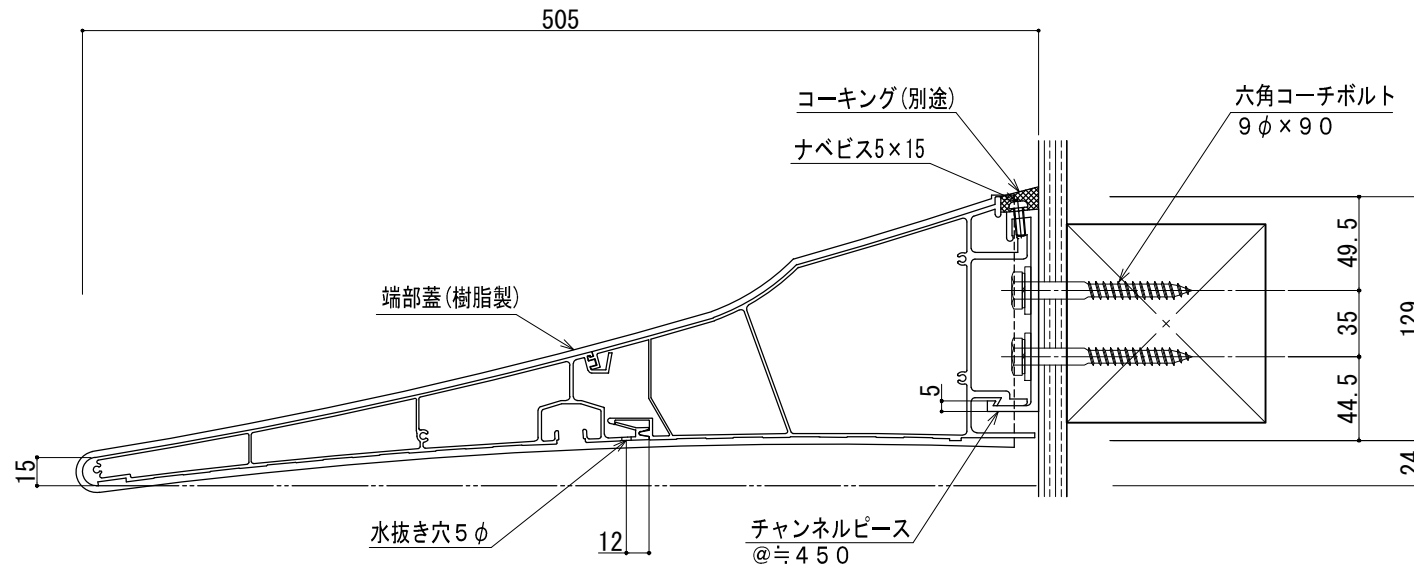 505
コーキング(別途)
六角コーチボルト
9φ×90
ナベビス5×15
49.5
端部蓋(樹脂製)
129
35
5
44.5
15
24
水抜き穴5φ
12
チャンネルピース
@≒450